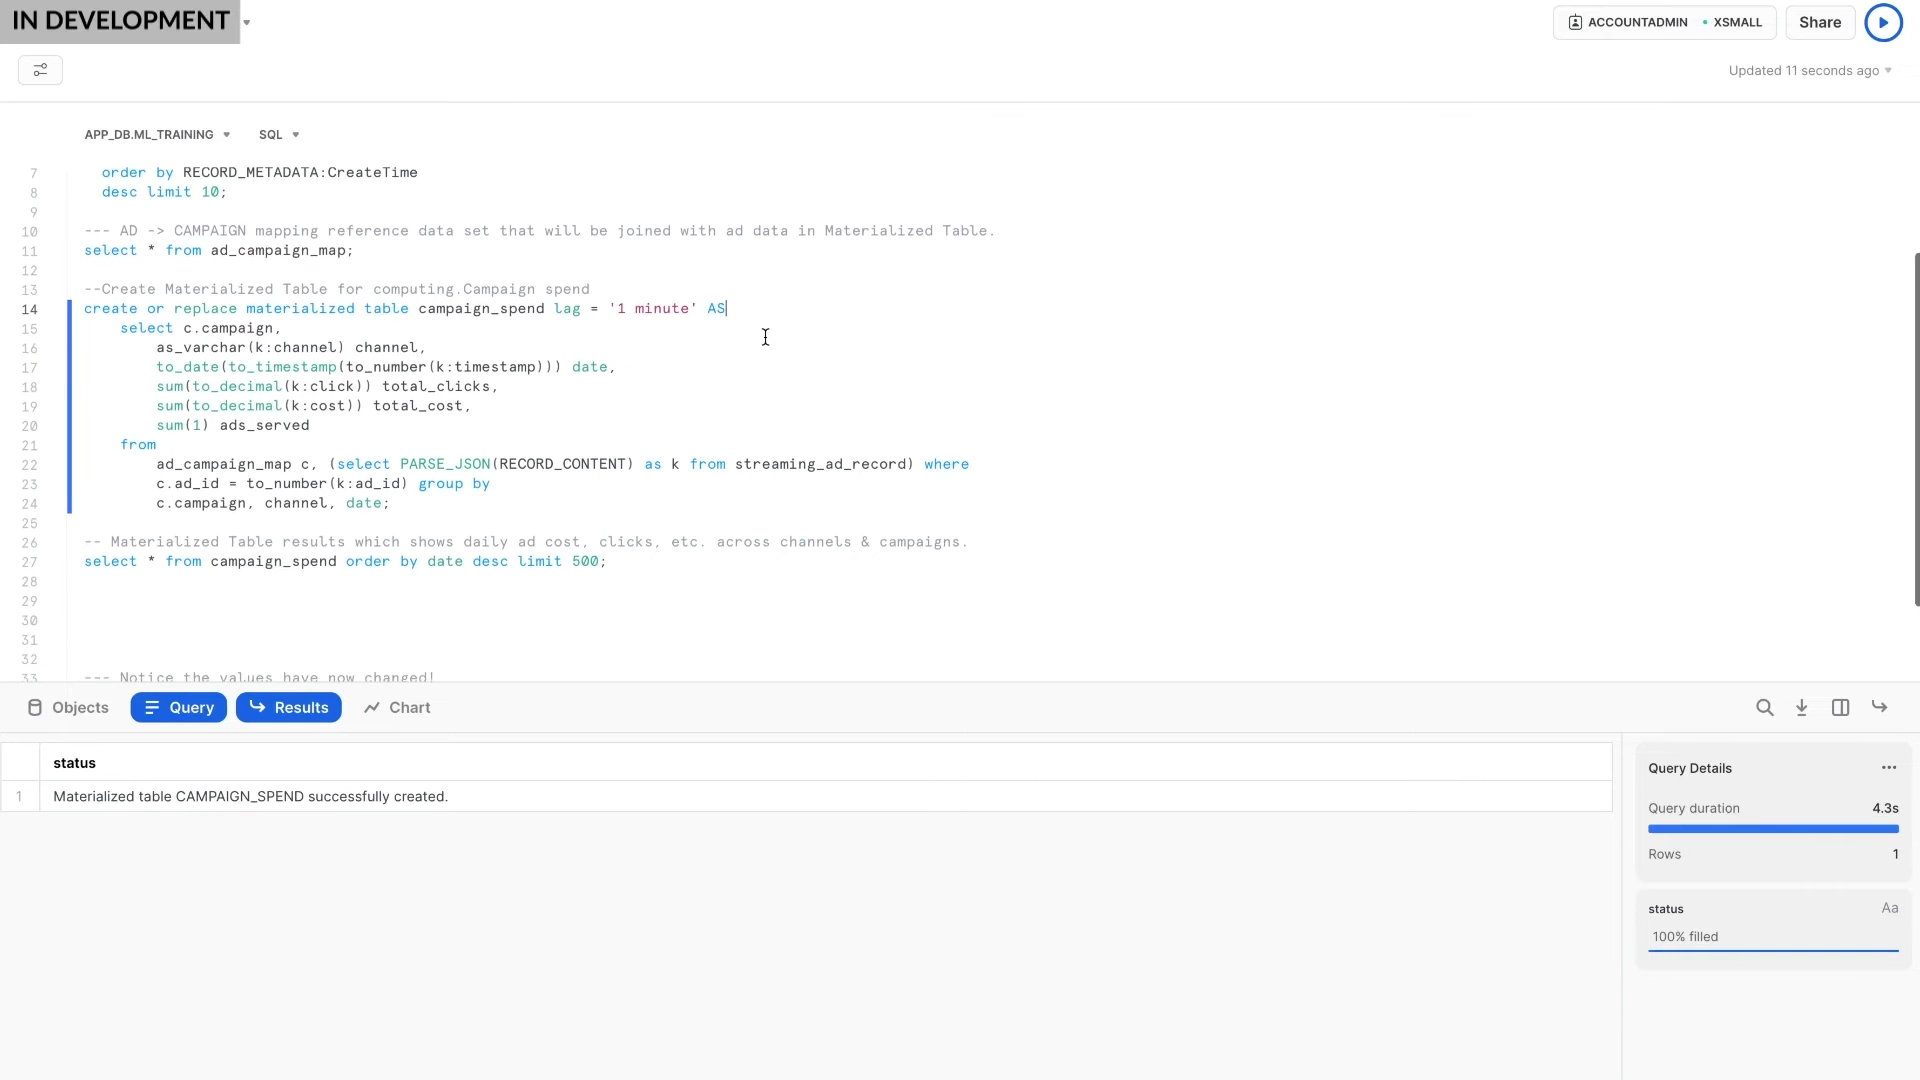 IN DEVELOPMENT
ACCOUNTADMIN XSMALL Share
Updated 11 seconds ago
APP_DB.ML_TRAINING SQL
7 order by RECORD_METADATA:CreateTime
8 desc limit 10;
9
10 --- AD -> CAMPAIGN mapping reference data set that will be joined with ad data in Materialized Table.
11 select * from ad_campaign_map;
12
13 --Create Materialized Table for computing.Campaign spend
14 create or replace materialized table campaign_spend lag = '1 minute' AS
15 select c.campaign,
16 as_varchar(k:channel) channel,
17 to_date(to_timestamp(to_number(k:timestamp))) date,
18 sum(to_decimal(k:click)) total_clicks,
19 sum(to_decimal(k:cost)) total_cost,
20 sum(1) ads_served
21 from
22 ad_campaign_map c, (select PARSE_JSON(RECORD_CONTENT) as k from streaming_ad_record) where
23 c.ad_id = to_number(k:ad_id) group by
24 c.campaign, channel, date;
25
26 -- Materialized Table results which shows daily ad cost, clicks, etc. across channels & campaigns.
27 select * from campaign_spend order by date desc limit 500;
28
29
30
31
32
33 --- Notice the values have now changed!
Objects Query Results Chart
status
1 Materialized table CAMPAIGN_SPEND successfully created.
Query Details
Query duration 4.3s
Rows 1
status Aa
100% filled